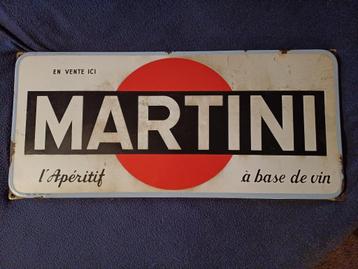 EN VENTE ICI
MARTINI
l'Apéritif à base de vin